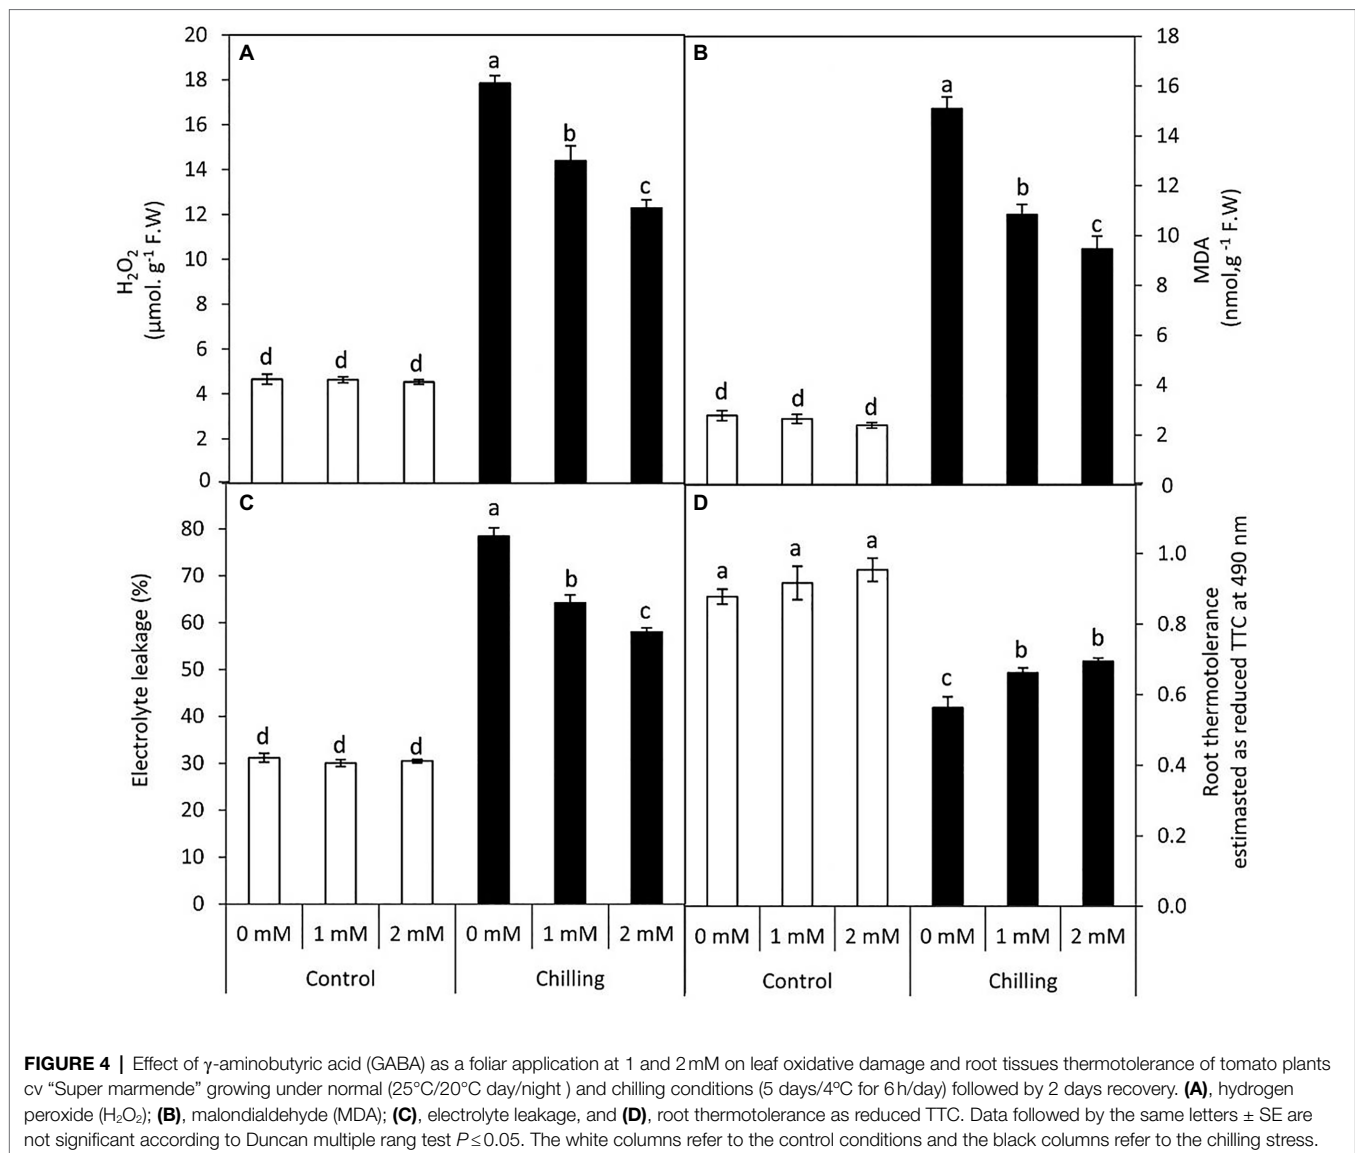 A
20
18
16
14
12
10
8
6
4
2
0
H₂O₂
(µmol. g⁻¹ F.W)
d
d
d
a
b
c
B
18
16
14
12
10
8
6
4
2
0
MDA
(nmol,g ⁻¹ F.W)
d
d
d
a
b
c
C
80
70
60
50
40
30
20
10
0
Electrolyte leakage (%)
d
d
d
a
b
c
0 mM 1 mM 2 mM 0 mM 1 mM 2 mM
Control Chilling
D
1.0
0.8
0.6
0.4
0.2
0.0
Root thermotolerance
estimasted as reduced TTC at 490 nm
a
a
a
c
b
b
0 mM 1 mM 2 mM 0 mM 1 mM 2 mM
Control Chilling
FIGURE 4 | Effect of γ-aminobutyric acid (GABA) as a foliar application at 1 and 2 mM on leaf oxidative damage and root tissues thermotolerance of tomato plants
cv “Super marmende” growing under normal (25°C/20°C day/night ) and chilling conditions (5 days/4°C for 6 h/day) followed by 2 days recovery. (A), hydrogen
peroxide (H₂O₂); (B), malondialdehyde (MDA); (C), electrolyte leakage, and (D), root thermotolerance as reduced TTC. Data followed by the same letters ± SE are
not significant according to Duncan multiple rang test P ≤ 0.05. The white columns refer to the control conditions and the black columns refer to the chilling stress.